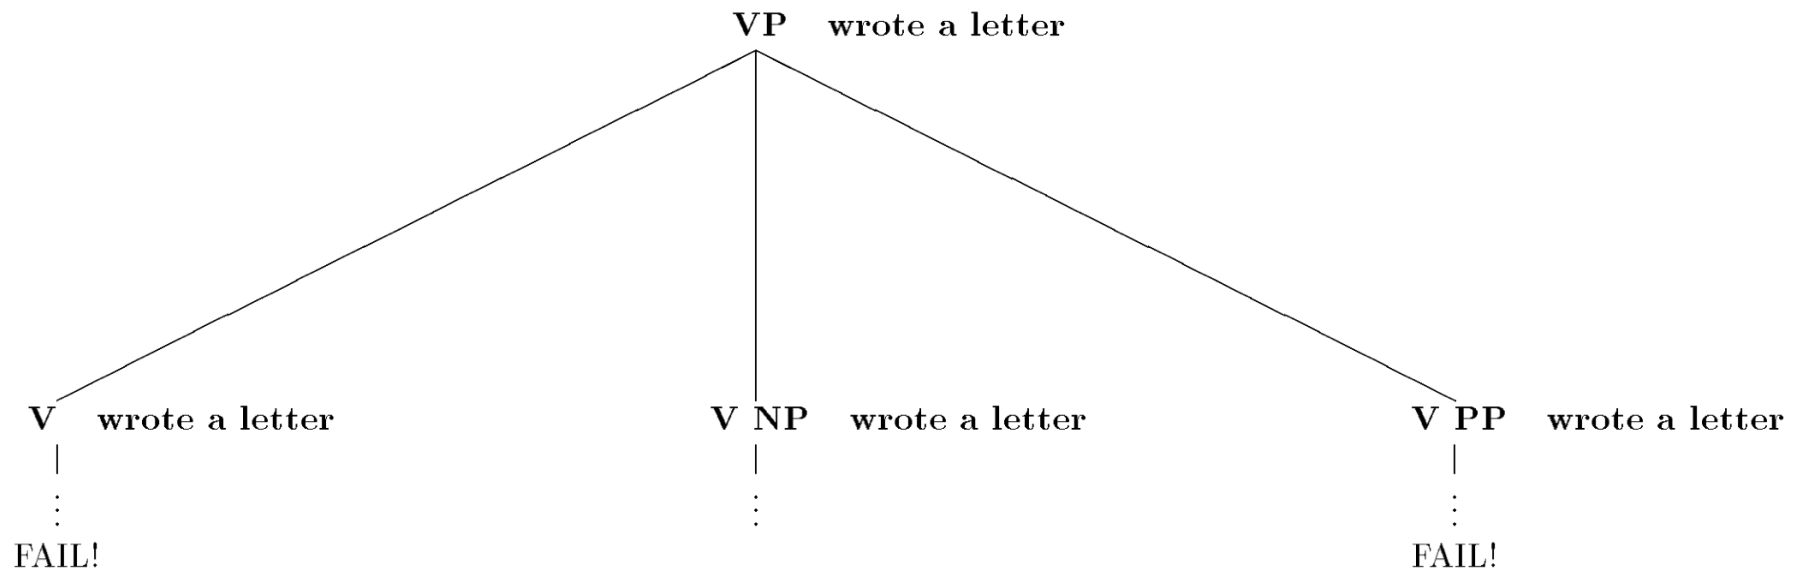 VP wrote a letter
V wrote a letter
V NP wrote a letter
V PP wrote a letter
FAIL!
FAIL!